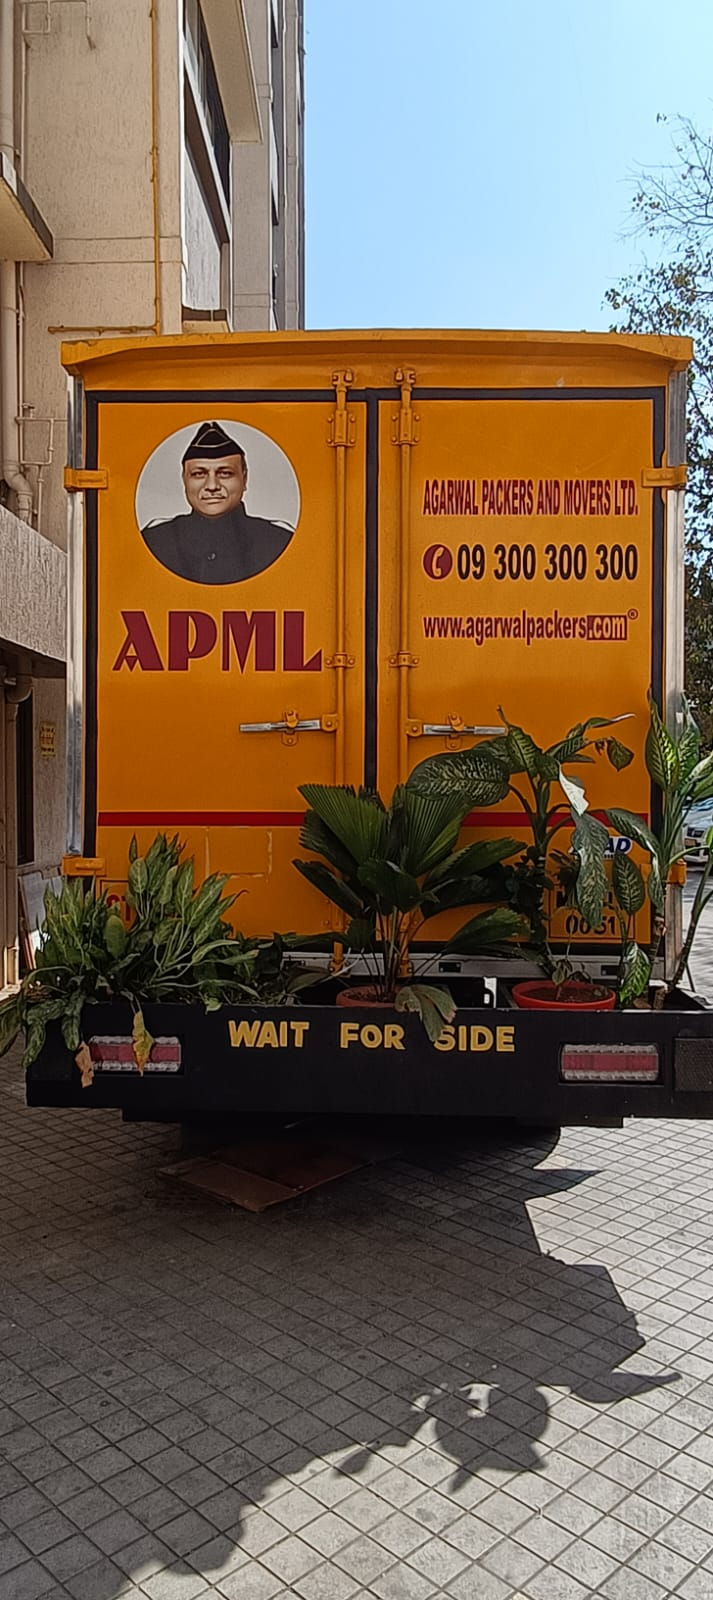 APML
AGARWAL PACKERS AND MOVERS LTD.
09 300 300 300
www.agarwalpackers.com®
WAIT FOR SIDE